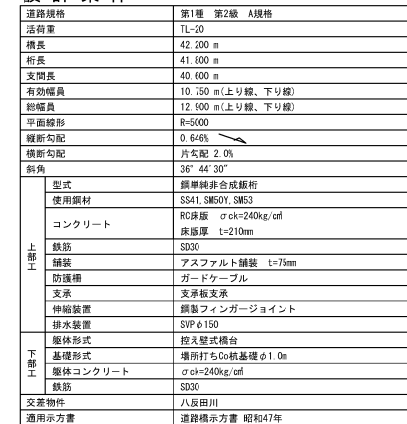 道路規格 第1種 第2級 A規格
活荷重 TL-20
橋長 42.200 m
桁長 41.800 m
支間長 40.600 m
有効幅員 10.750 m(上り線、下り線)
総幅員 12.900 m(上り線、下り線)
平面線形 R=5000
縦断勾配 0.646%
横断勾配 片勾配 2.0%
斜角 36° 44′30″
上部工
型式 鋼単純非合成鈑桁
使用鋼材 SS41,SM50Y,SM53
コンクリート RC床版 σck=240kg/c㎡
床版厚 t=210mm
鉄筋 SD30
舗装 アスファルト舗装 t=75mm
防護柵 ガードケーブル
支承 支承板支承
伸縮装置 鋼製フィンガージョイント
排水装置 SVPφ150
下部工
躯体形式 控え壁式橋台
基礎形式 場所打ちCo杭基礎φ1.0m
躯体コンクリート σck=240kg/c㎡
鉄筋 SD30
交差物件 八反田川
適用示方書 道路橋示方書 昭和47年